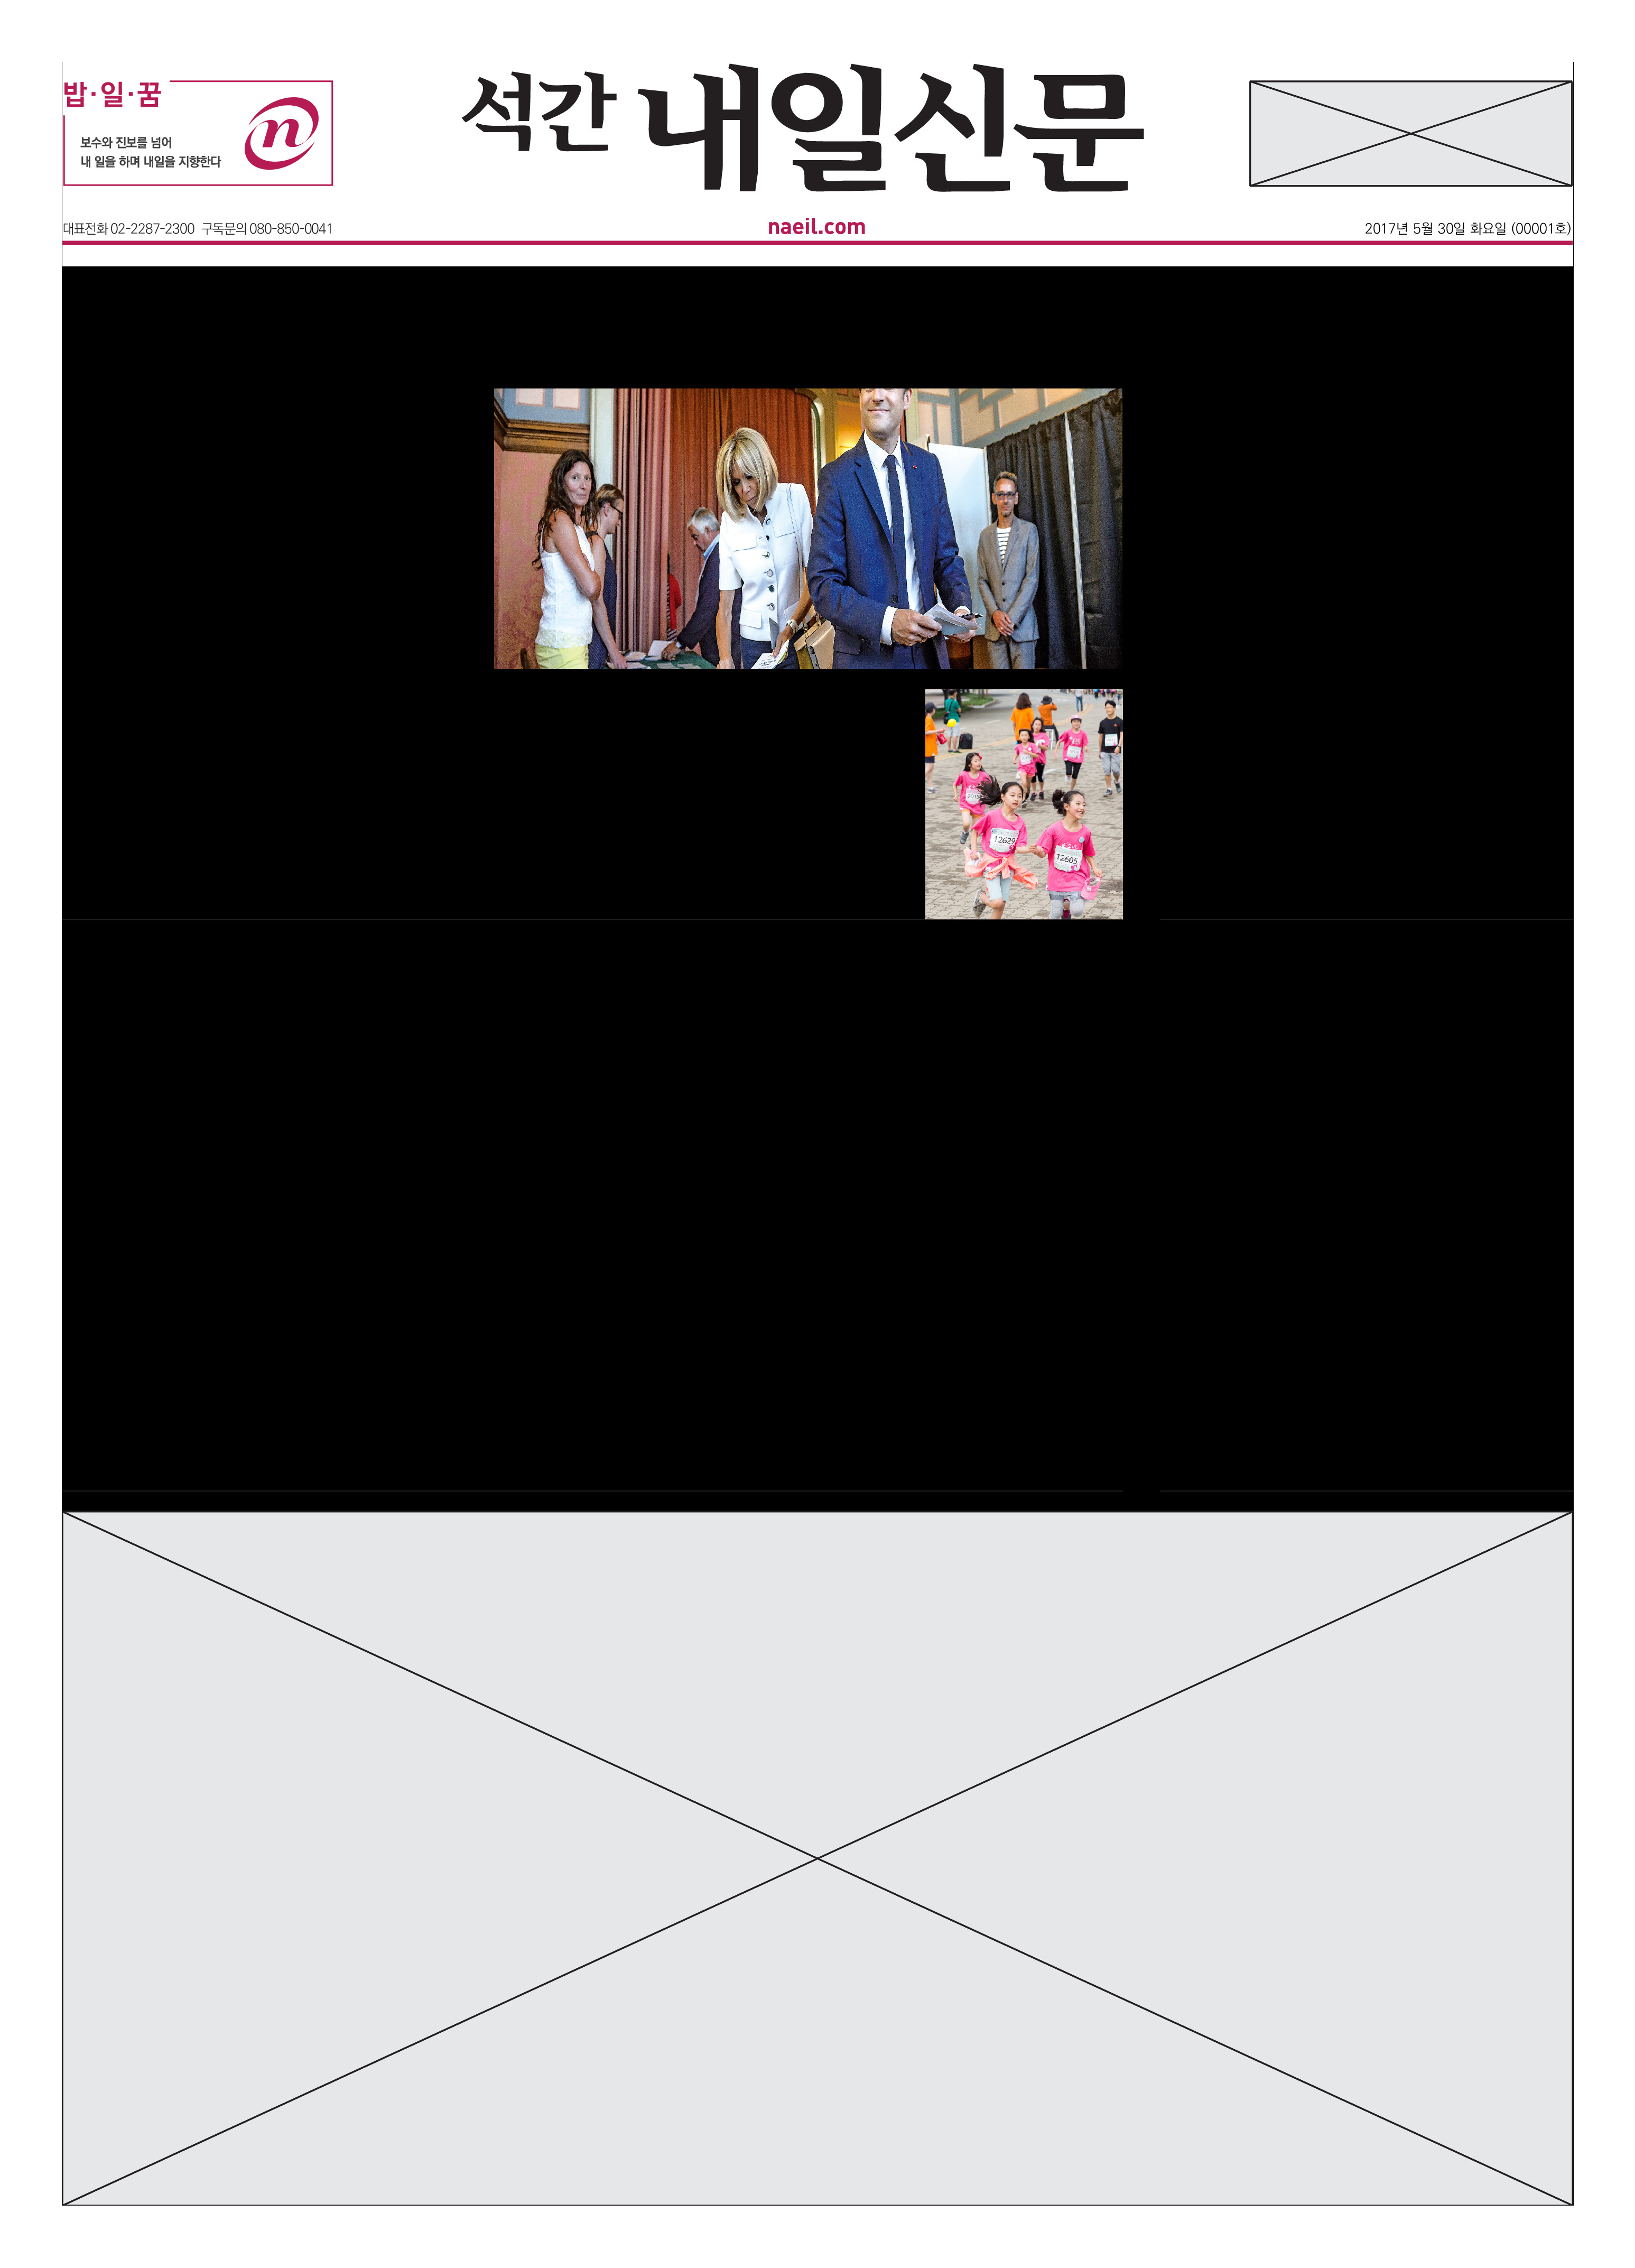 밥·일·꿈
보수와 진보를 넘어
내 일을 하며 내일을 지향한다
n
석간 내일신문
대표전화 02-2287-2300 구독문의 080-850-0041
naeil.com
2017년 5월 30일 화요일 (00001호)
12629
12605